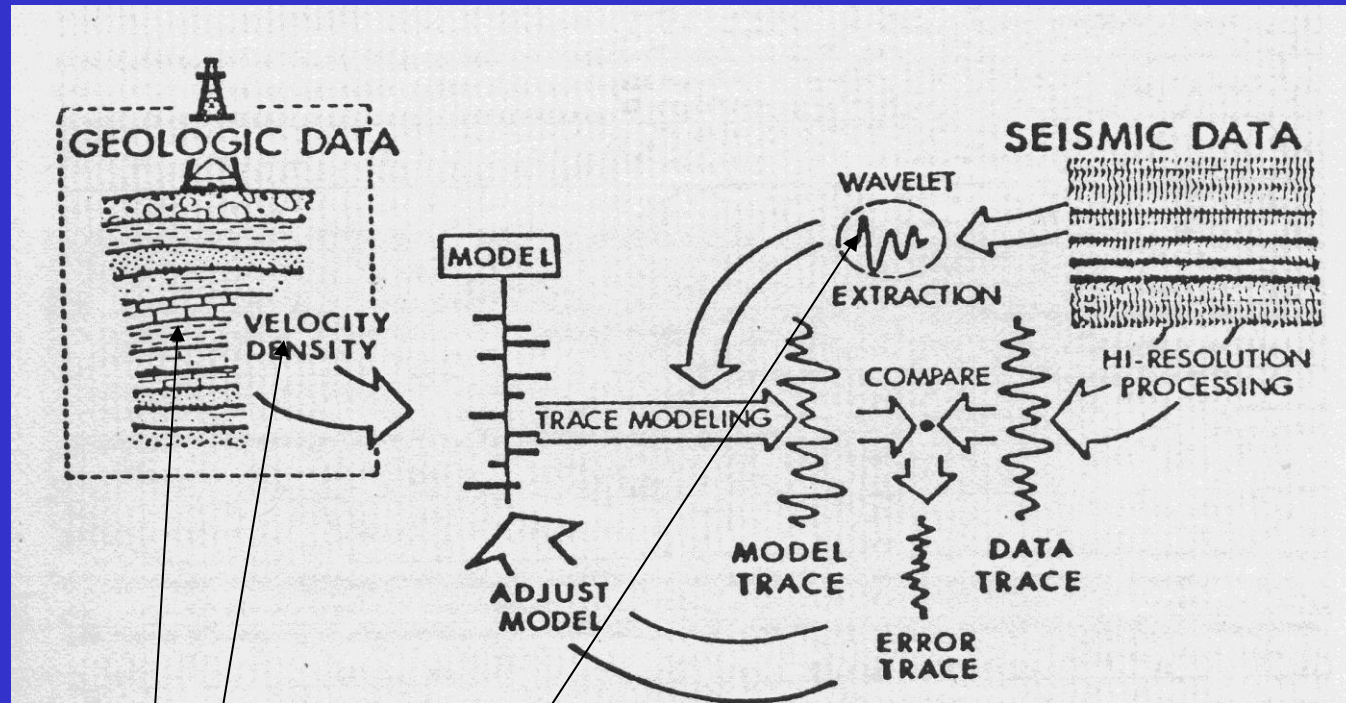 GEOLOGIC DATA
VELOCITY
DENSITY
MODEL
TRACE MODELING
ADJUST
MODEL
WAVELET
EXTRACTION
SEISMIC DATA
HI-RESOLUTION
PROCESSING
COMPARE
MODEL
TRACE
DATA
TRACE
ERROR
TRACE